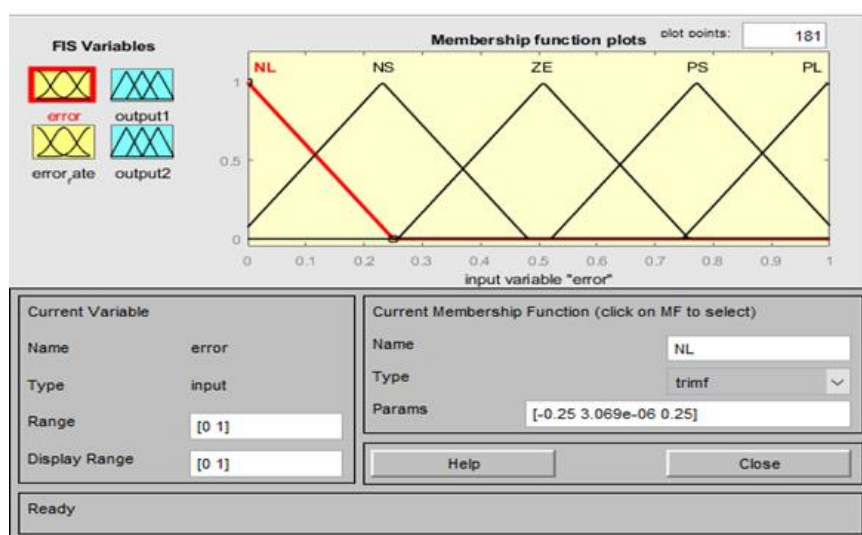 FIS Variables
Membership function plots
plot points:
181
error
output1
error_rate
output2
NL
NS
ZE
PS
PL
1
0.5
0
0
0.1
0.2
0.3
0.4
0.5
0.6
0.7
0.8
0.9
1
input variable "error"
Current Variable
Name
error
Type
input
Range
[0 1]
Display Range
[0 1]
Current Membership Function (click on MF to select)
Name
NL
Type
trimf
Params
[-0.25 3.069e-06 0.25]
Help
Close
Ready